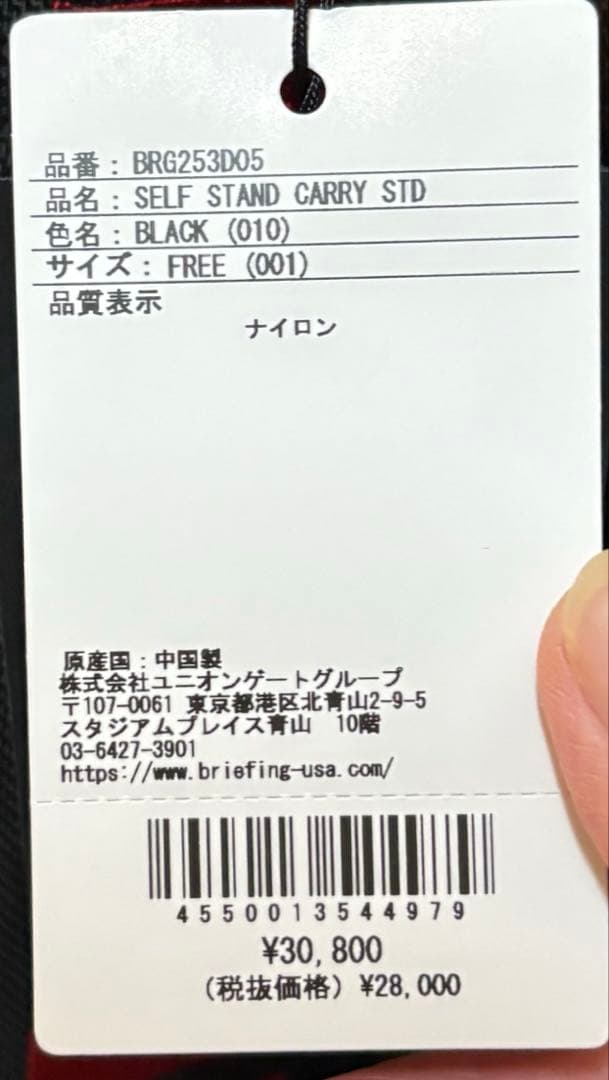 品番：BRG253D05
品名：SELF STAND CARRY STD
色名：BLACK (010)
サイズ：FREE (001)
品質表示
ナイロン
原産国：中国製
株式会社ユニオンゲートグループ
〒107-0061 東京都港区北青山2-9-5
スタジアムプレイス青山 10階
03-6427-3901
https://www.briefing-usa.com/
4550013544979
¥30,800
(税抜価格) ¥28,000